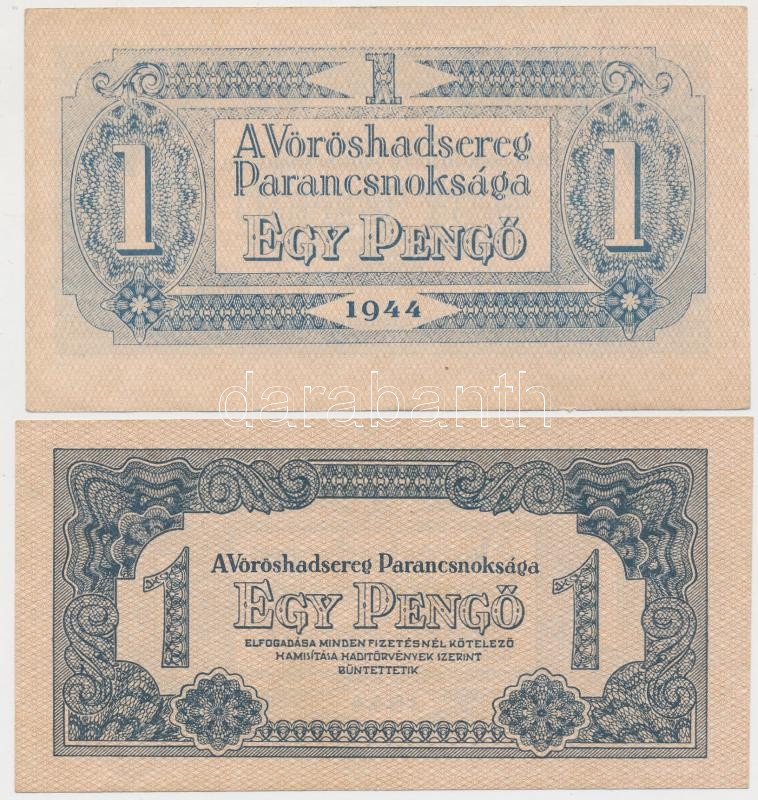 1
A Vöröshadsereg
Parancsnoksága
1 EGY PENGŐ 1
1944
darabanth
A Vöröshadsereg Parancsnoksága
1 EGY PENGŐ 1
ELFOGADÁSA MINDEN FIZETÉSNÉL KÖTELEZŐ
HAMISÍTÁSA HADITÖRVÉNYEK SZERINT
BÜNTETTETIK